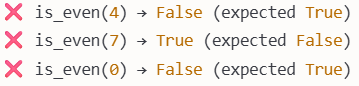 ❌ is_even(4) → False (expected True)
❌ is_even(7) → True (expected False)
❌ is_even(0) → False (expected True)